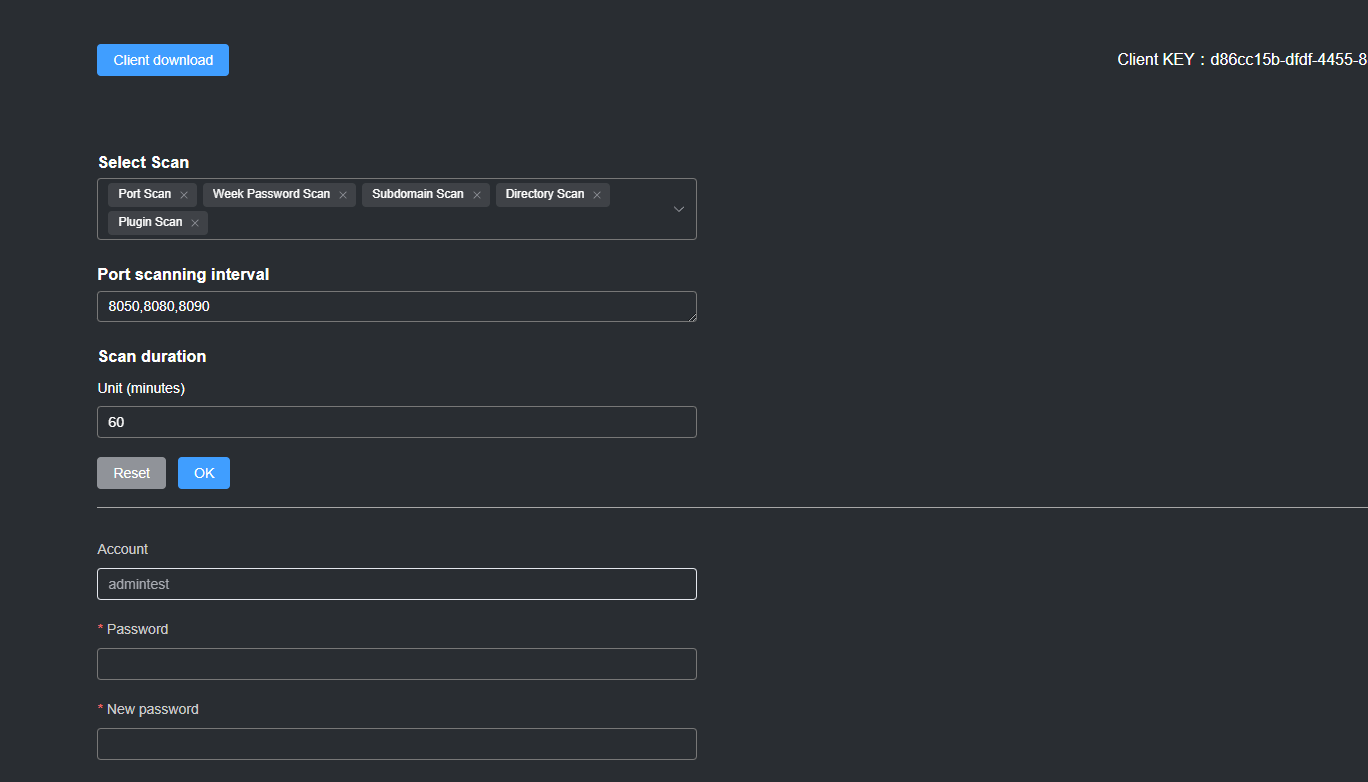 Client download
Client KEY：d86cc15b-dfdf-4455-8
Select Scan
Port Scan × Week Password Scan × Subdomain Scan × Directory Scan ×
Plugin Scan ×
Port scanning interval
8050,8080,8090
Scan duration
Unit (minutes)
60
Reset OK
Account
admintest
* Password
* New password